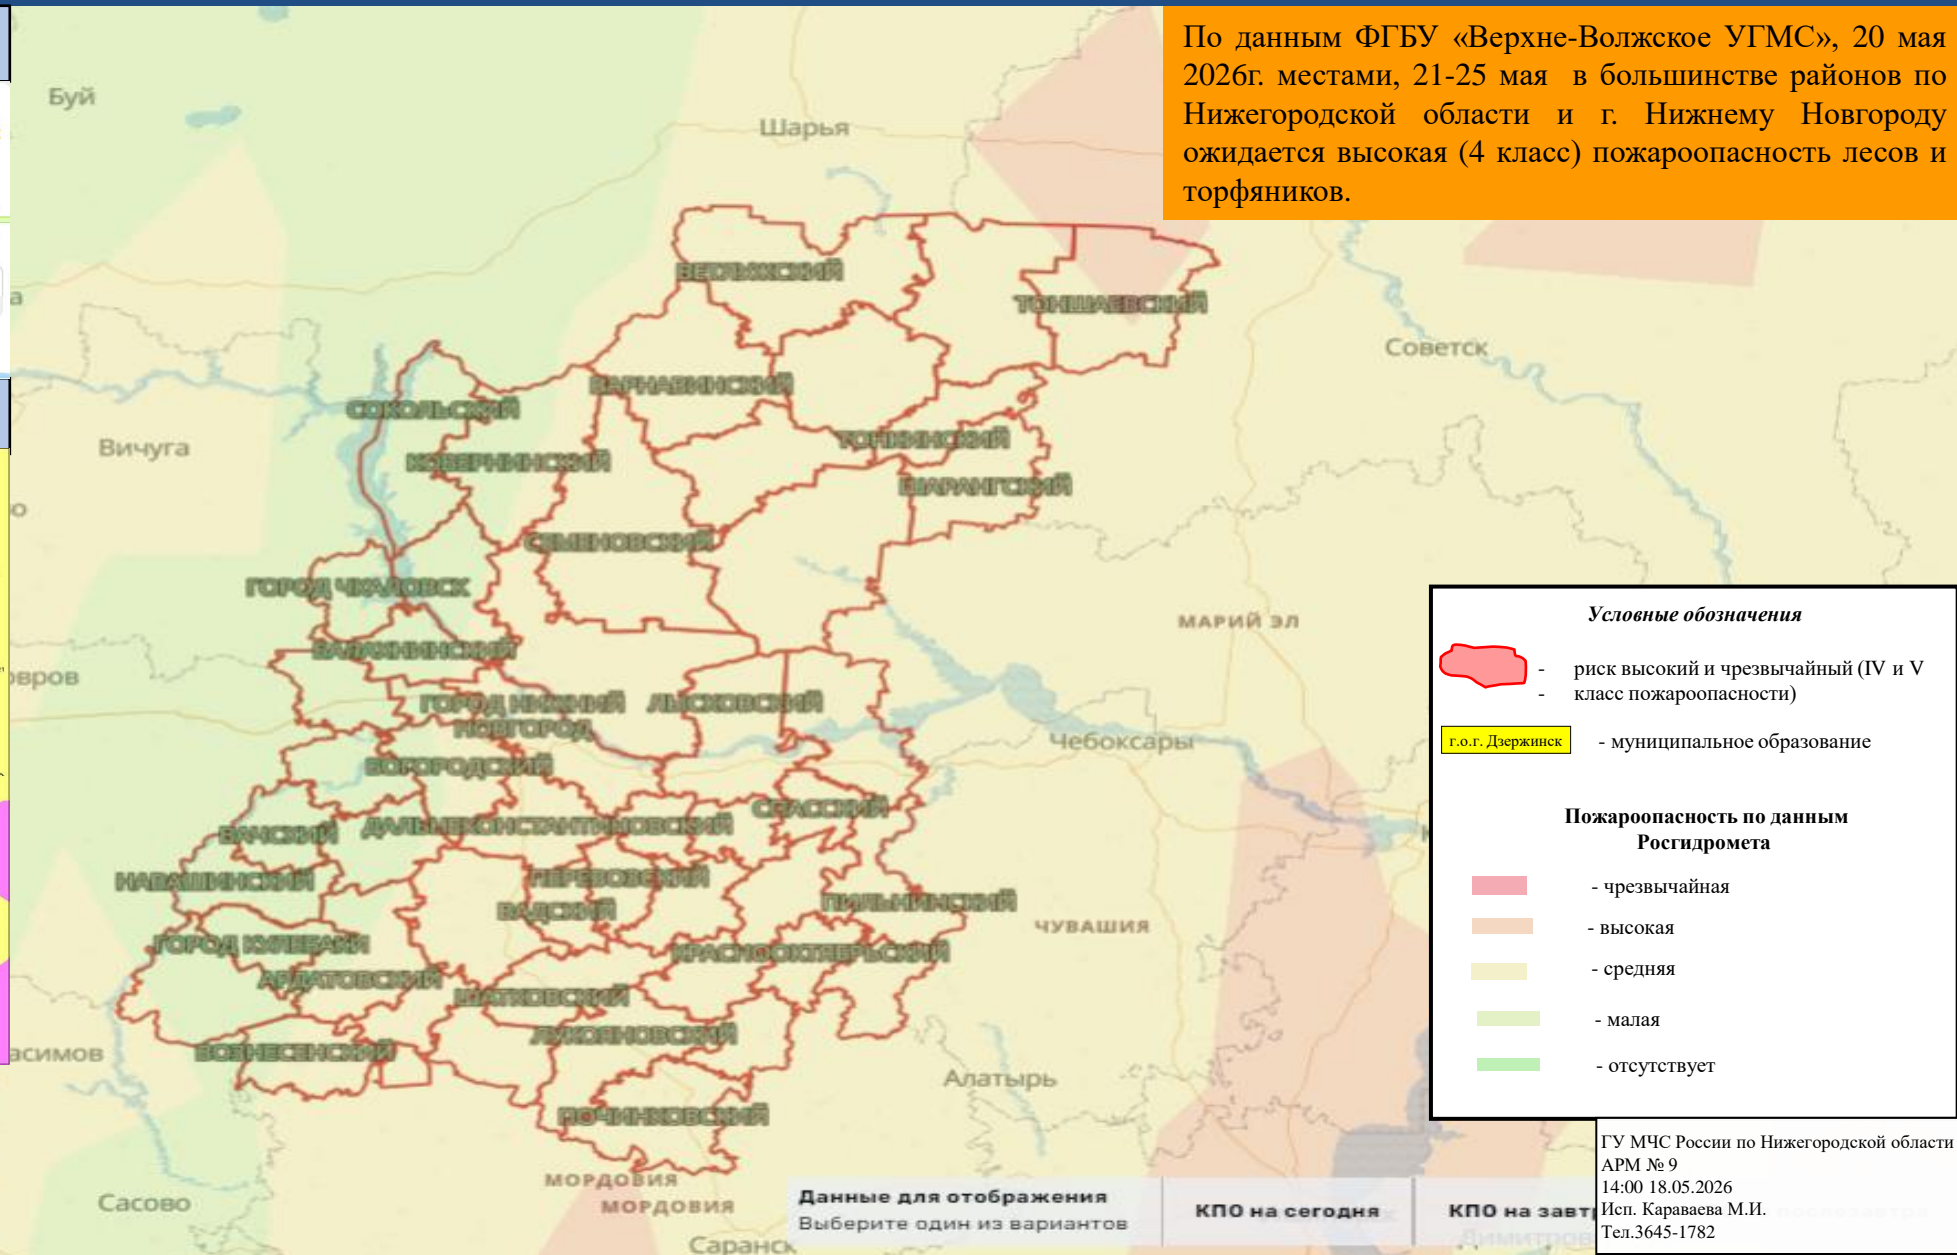 По данным ФГБУ «Верхне-Волжское УГМС», 20 мая
2026г. местами, 21-25 мая в большинстве районов по
Нижегородской области и г. Нижнему Новгороду
ожидается высокая (4 класс) пожароопасность лесов и
торфяников.
Буй
Шарья
ВЕТЛУЖСКИЙ
ТОНШАЕВСКИЙ
Советск
ВАРНАВИНСКИЙ
СОКОЛЬСКИЙ
Вичуга
ТОНКИНСКИЙ
КОВЕРНИНСКИЙ
ШАРАНГСКИЙ
СЕМЕНОВСКИЙ
ГОРОД ЧКАЛОВСК
МАРИЙ ЭЛ
БАЛАХНИНСКИЙ
овров
ГОРОД НИЖНИЙ
НОВГОРОД
ЛЫСКОВСКИЙ
Чебоксары
БОГОРОДСКИЙ
СПАССКИЙ
ВАЧСКИЙ
ДАЛЬНЕКОНСТАНТИНОВСКИЙ
НАВАШИНСКИЙ
ПЕРЕВОЗСКИЙ
ВАДСКИЙ
ПИЛЬНИНСКИЙ
ЧУВАШИЯ
ГОРОД КУЛЕБАКИ
КРАСНООКТЯБРЬСКИЙ
АРДАТОВСКИЙ
ШАТКОВСКИЙ
ЛУКОЯНОВСКИЙ
ВОЗНЕСЕНСКИЙ
асимов
Алатырь
ПОЧИНКОВСКИЙ
МОРДОВИЯ
МОРДОВИЯ
Сасово
Саранск
Условные обозначения
- риск высокий и чрезвычайный (IV и V
- класс пожароопасности)
г.о.г. Дзержинск - муниципальное образование
Пожароопасность по данным
Росгидромета
- чрезвычайная
- высокая
- средняя
- малая
- отсутствует
Данные для отображения
Выберите один из вариантов
КПО на сегодня
КПО на завт
ГУ МЧС России по Нижегородской области
АРМ № 9
14:00 18.05.2026
Исп. Караваева М.И.
Тел.3645-1782